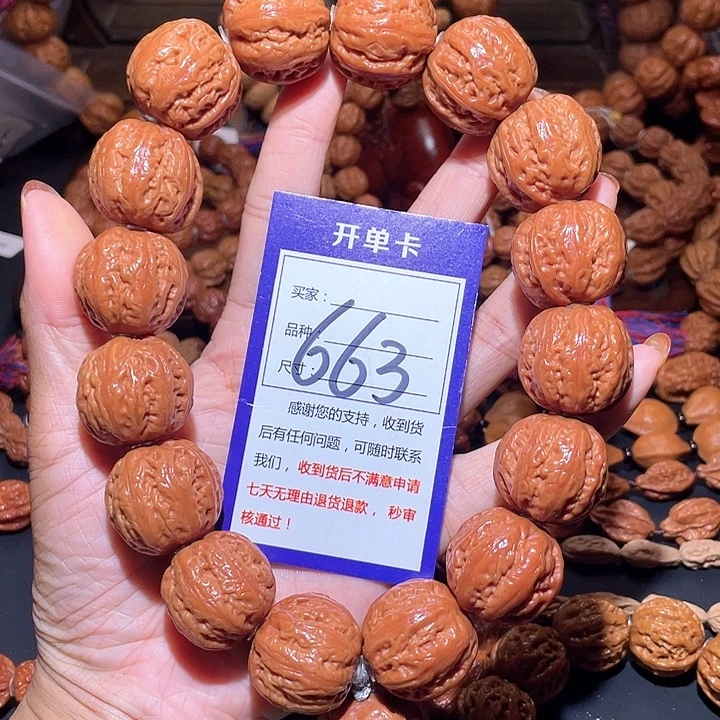 开单卡
买家：
品种：
尺寸：
663
感谢您的支持，收到货
后有任何问题，可随时联系
我们，收到货后不满意申请
七天无理由退货退款，秒审
核通过！